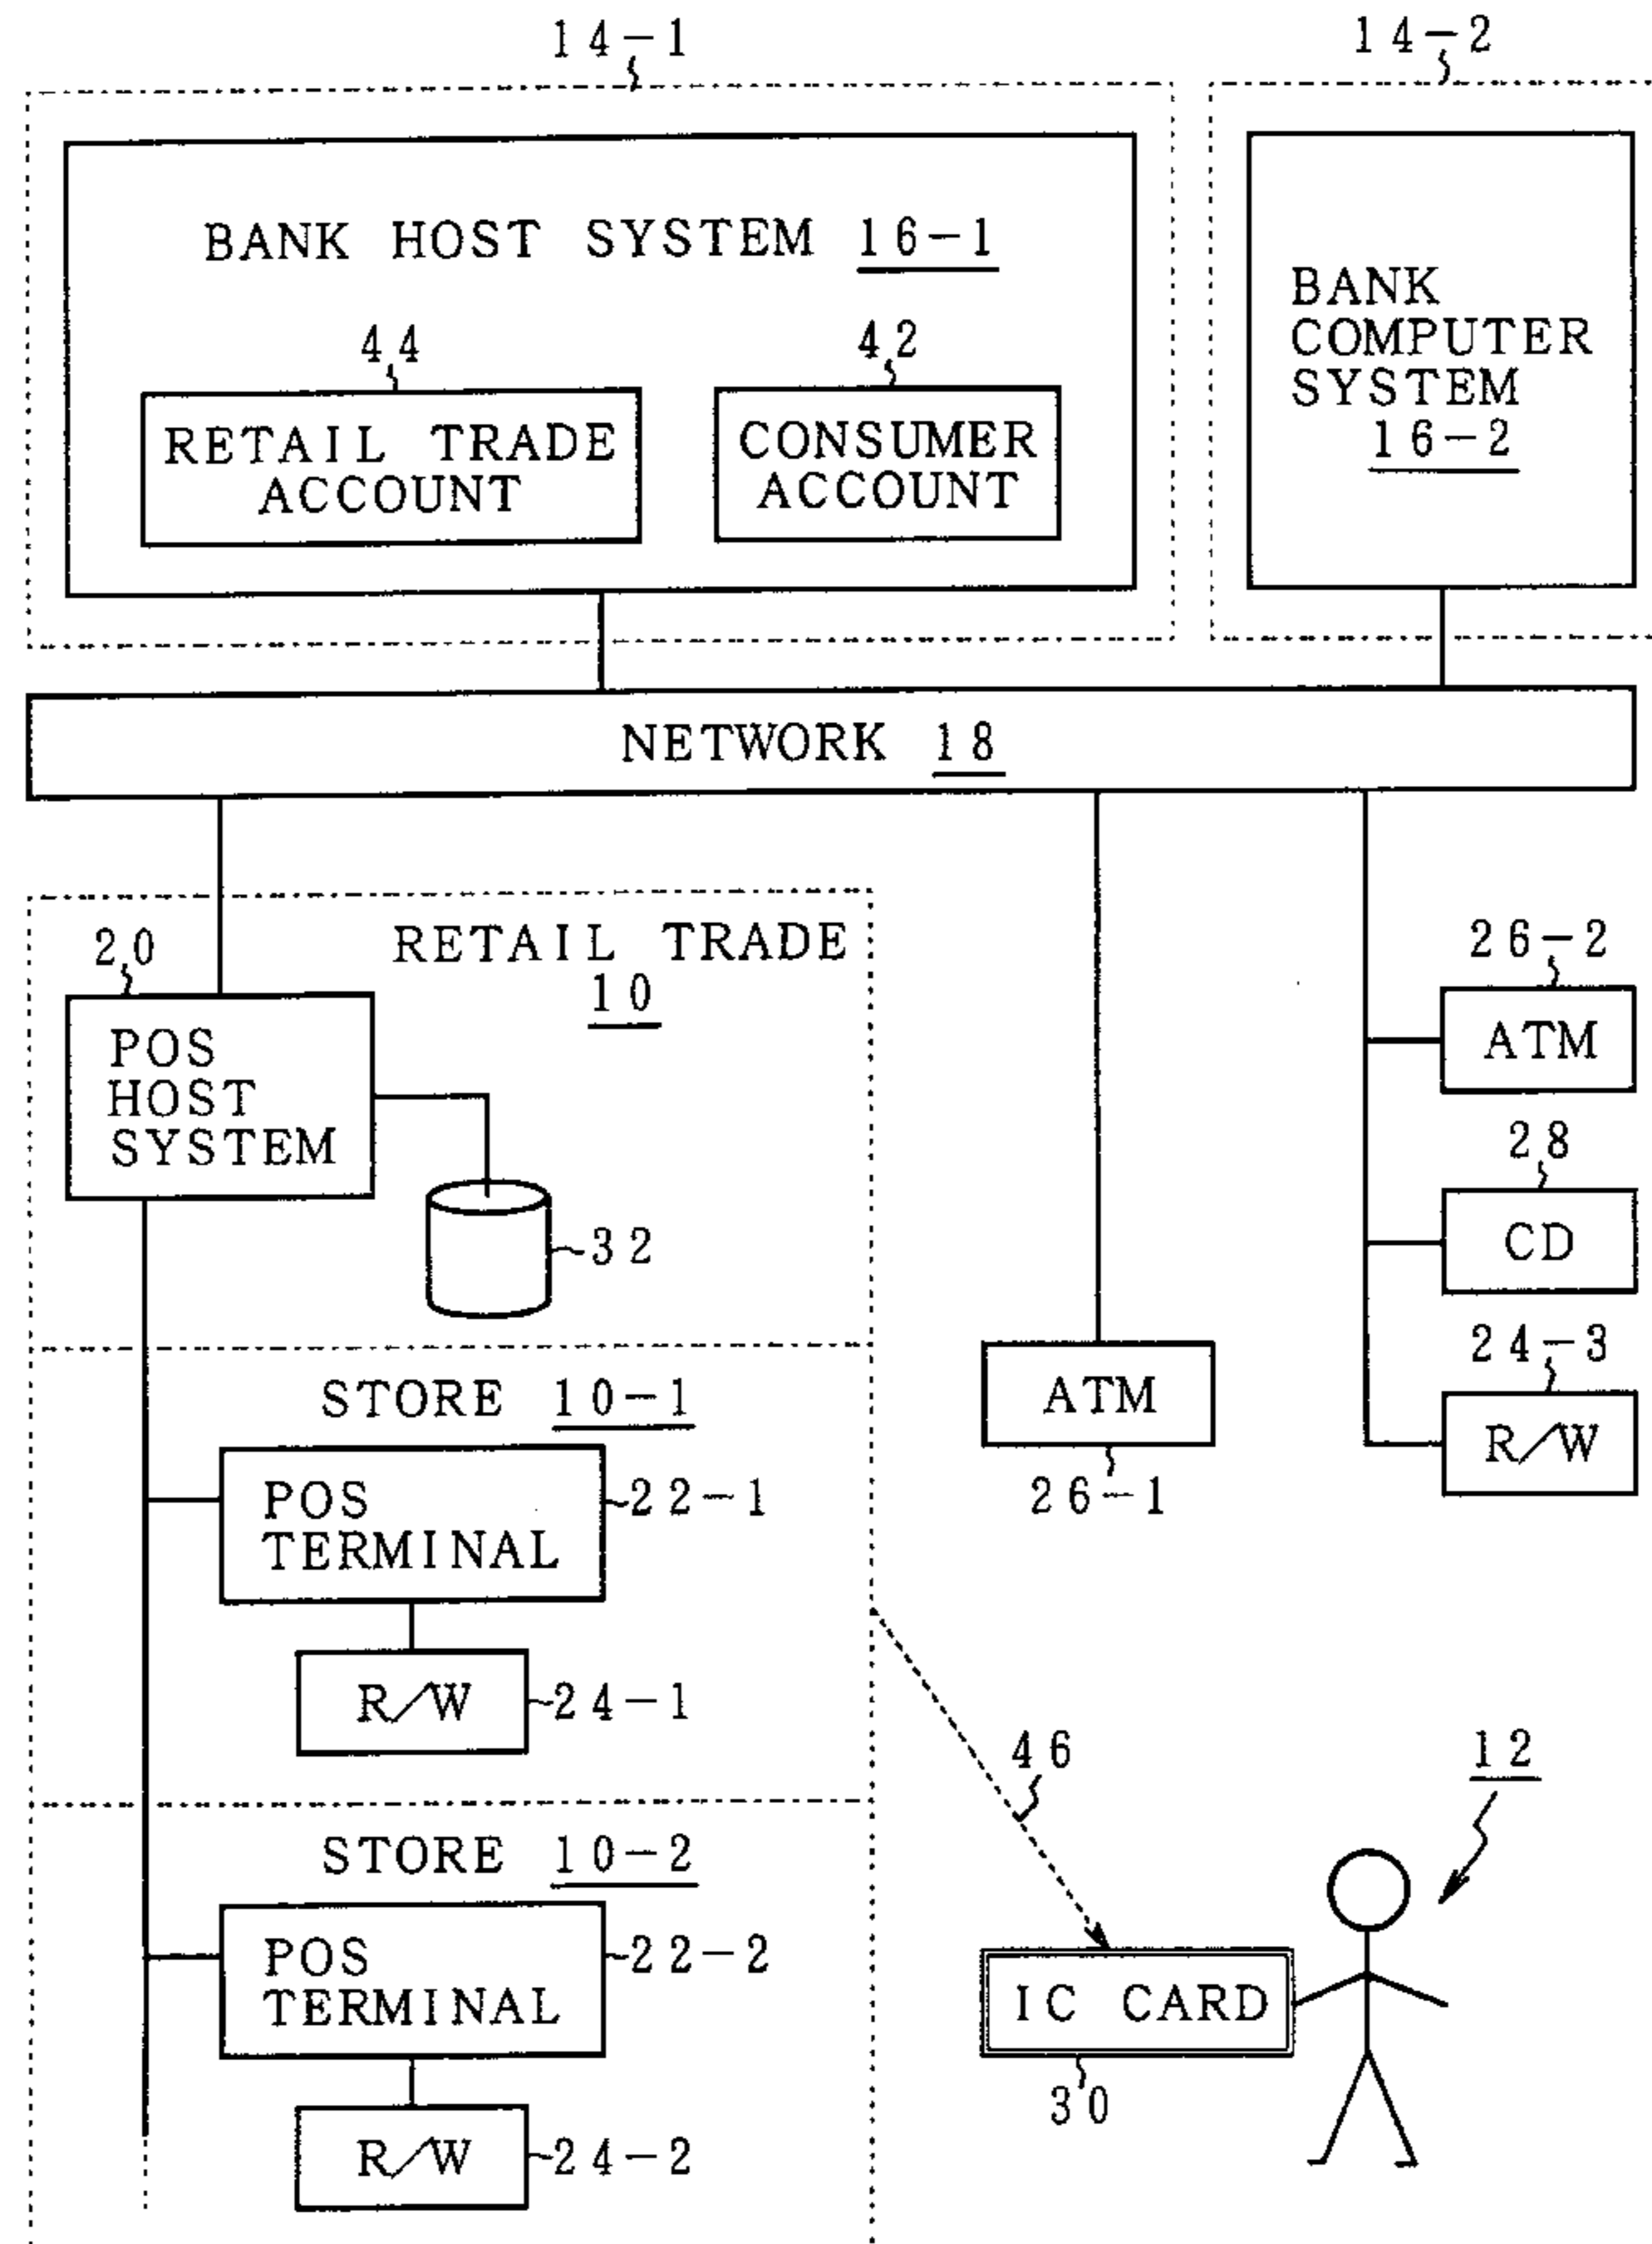 14-1
14-2
BANK HOST SYSTEM 16-1
44
42
RETAIL TRADE
ACCOUNT
CONSUMER
ACCOUNT
BANK
COMPUTER
SYSTEM
16-2
NETWORK 18
20
RETAIL TRADE
10
POS
HOST
SYSTEM
32
26-2
ATM
28
CD
24-3
R/W
ATM
26-1
STORE 10-1
POS
TERMINAL
22-1
R/W
24-1
STORE 10-2
POS
TERMINAL
22-2
R/W
24-2
46
12
IC CARD
30